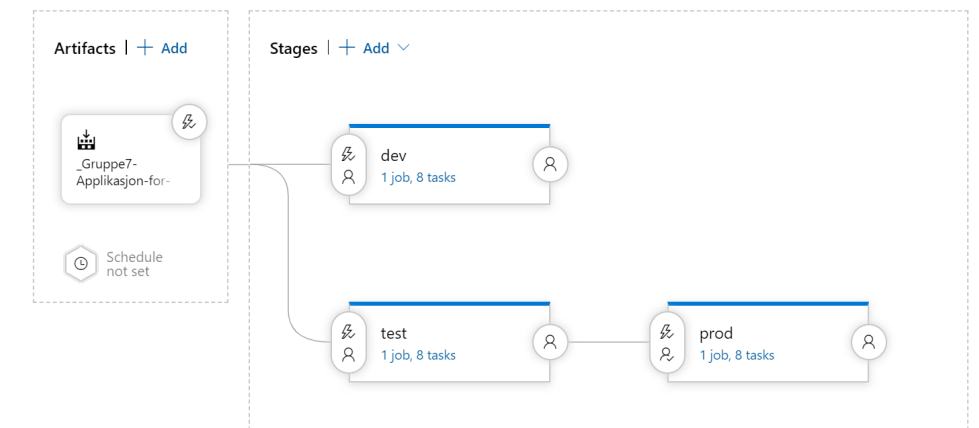 Artifacts | + Add
Stages | + Add
_Gruppe7-
Applikasjon-for-
Schedule
not set
dev
1 job, 8 tasks
test
1 job, 8 tasks
prod
1 job, 8 tasks